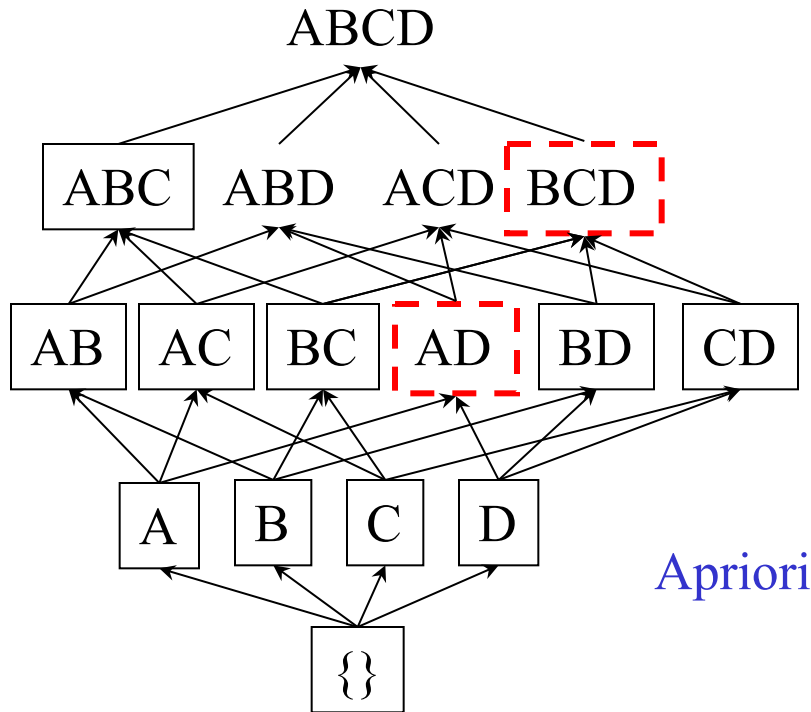 ABCD
ABC ABD ACD BCD
AB AC BC AD BD CD
A B C D
Apriori
{}